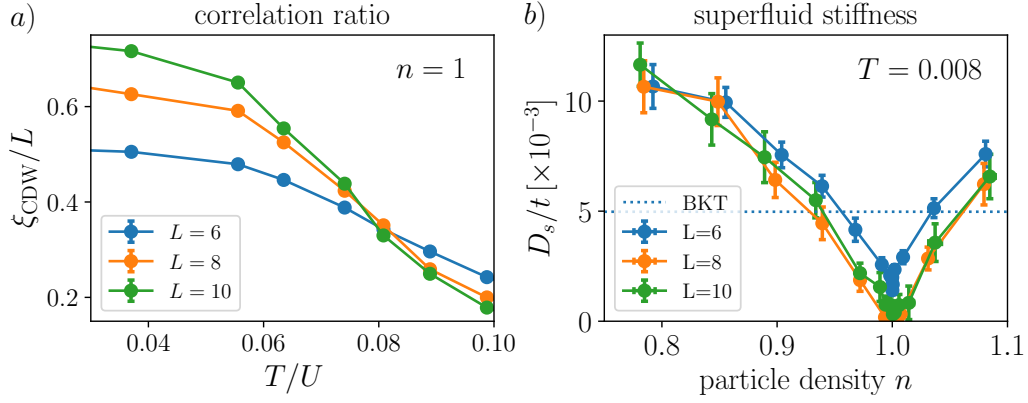 a)
correlation ratio
n = 1
ξ_CDW/L
0.6
0.4
0.2
L = 6
L = 8
L = 10
0.04
0.06
0.08
0.10
T/U
b)
superfluid stiffness
T = 0.008
D_s/t [×10⁻³]
10
5
0
BKT
L=6
L=8
L=10
0.8
0.9
1.0
1.1
particle density n